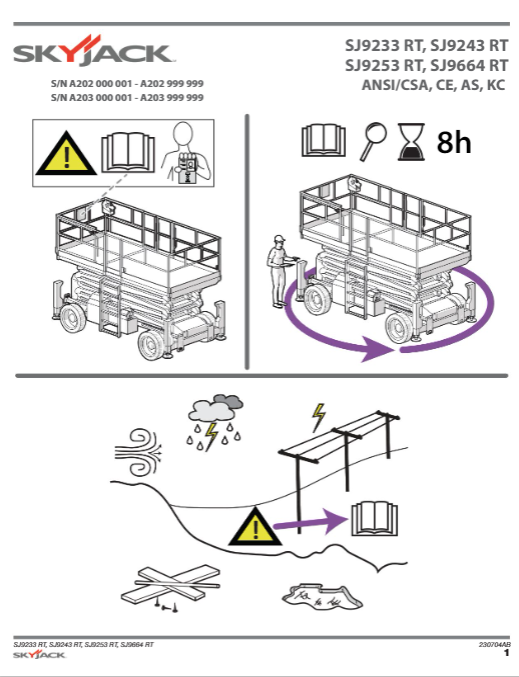 SKYJACK
SJ9233 RT, SJ9243 RT
SJ9253 RT, SJ9664 RT
ANSI/CSA, CE, AS, KC
S/N A202 000 001 - A202 999 999
S/N A203 000 001 - A203 999 999
!
8h
!
SJ9233 RT, SJ9243 RT, SJ9253 RT, SJ9664 RT
230704AB
SKYJACK
1